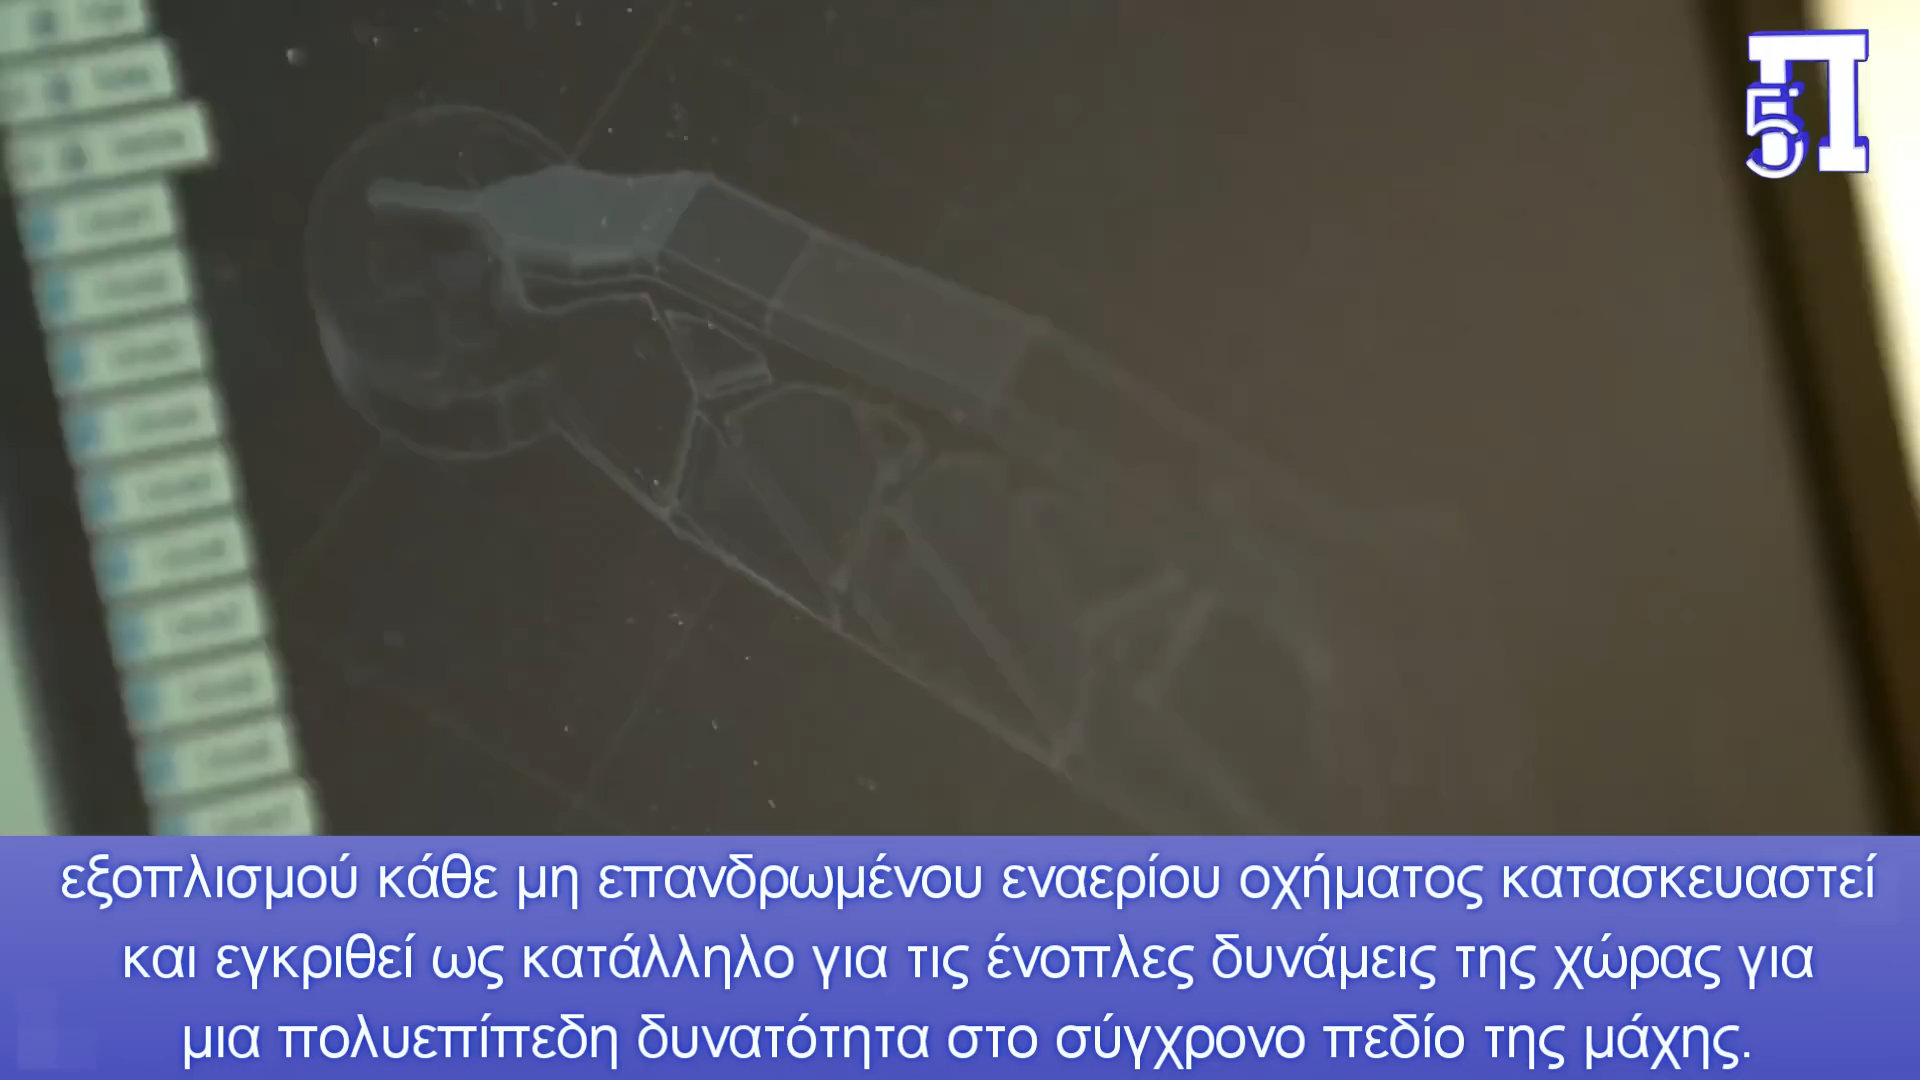 5Π
εξοπλισμού κάθε μη επανδρωμένου εναερίου οχήματος κατασκευαστεί
και εγκριθεί ως κατάλληλο για τις ένοπλες δυνάμεις της χώρας για
μια πολυεπίπεδη δυνατότητα στο σύγχρονο πεδίο της μάχης.